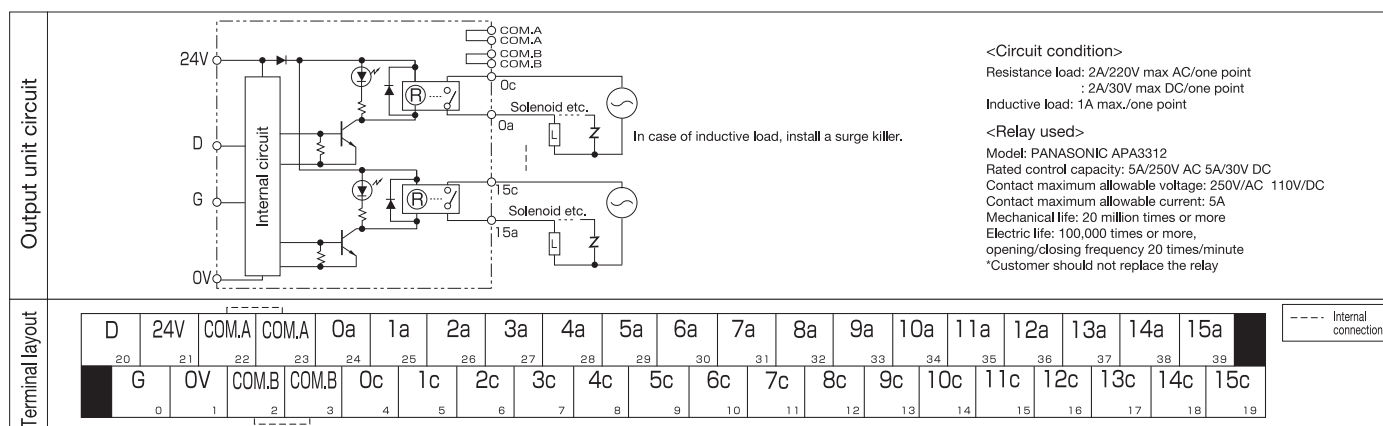 Output unit circuit
24V
D
G
0V
Internal circuit
R
COM.A
COM.A
COM.B
COM.B
0c
Solenoid etc.
0a
L
Z
In case of inductive load, install a surge killer.
R
15c
Solenoid etc.
15a
L
Z
<Circuit condition>
Resistance load: 2A/220V max AC/one point
: 2A/30V max DC/one point
Inductive load: 1A max./one point
<Relay used>
Model: PANASONIC APA3312
Rated control capacity: 5A/250V AC 5A/30V DC
Contact maximum allowable voltage: 250V/AC 110V/DC
Contact maximum allowable current: 5A
Mechanical life: 20 million times or more
Electric life: 100,000 times or more,
opening/closing frequency 20 times/minute
*Customer should not replace the relay
Terminal layout
D 24V COM.A COM.A 0a 1a 2a 3a 4a 5a 6a 7a 8a 9a 10a 11a 12a 13a 14a 15a
20 21 22 23 24 25 26 27 28 29 30 31 32 33 34 35 36 37 38 39
G 0V COM.B COM.B 0c 1c 2c 3c 4c 5c 6c 7c 8c 9c 10c 11c 12c 13c 14c 15c
0 1 2 3 4 5 6 7 8 9 10 11 12 13 14 15 16 17 18 19
Internal
connection